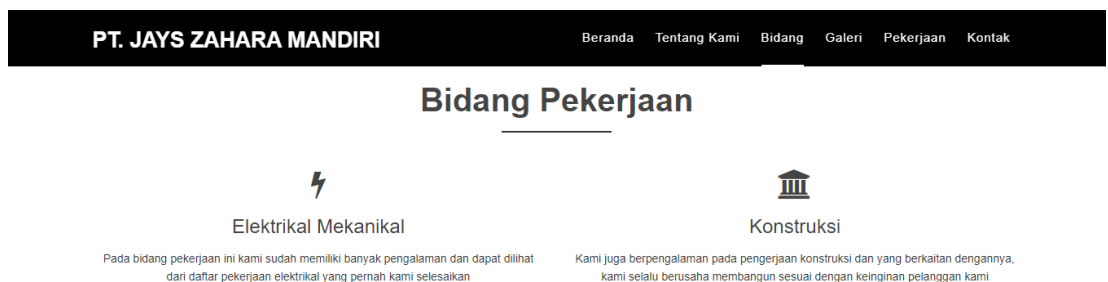 PT. JAYS ZAHARA MANDIRI
Beranda Tentang Kami Bidang Galeri Pekerjaan Kontak
Bidang Pekerjaan
Elektrikal Mekanikal
Pada bidang pekerjaan ini kami sudah memiliki banyak pengalaman dan dapat dilihat
dari daftar pekerjaan elektrikal yang pernah kami selesaikan
Konstruksi
Kami juga berpengalaman pada pengerjaan konstruksi dan yang berkaitan dengannya,
kami selalu berusaha membangun sesuai dengan keinginan pelanggan kami